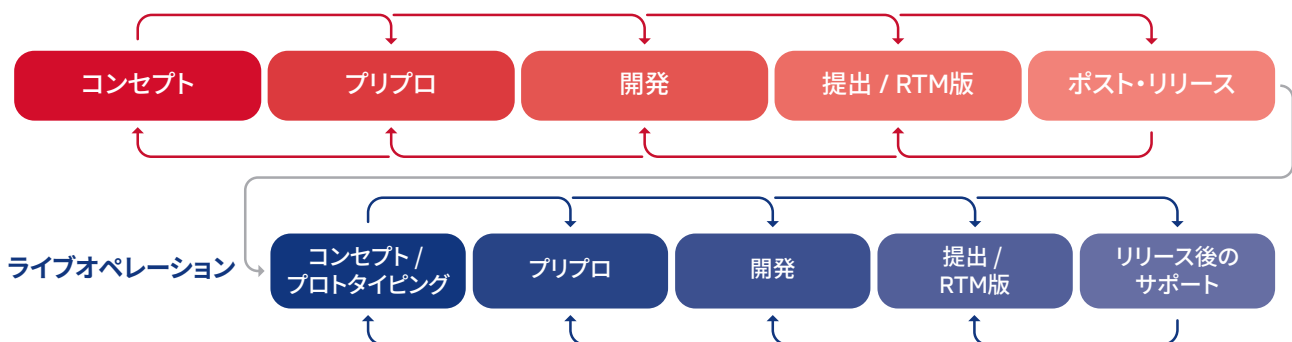 コンセプト
プリプロ
開発
提出 / RTM版
ポスト・リリース
ライブオペレーション
コンセプト /
プロトタイピング
プリプロ
開発
提出 /
RTM版
リリース後の
サポート